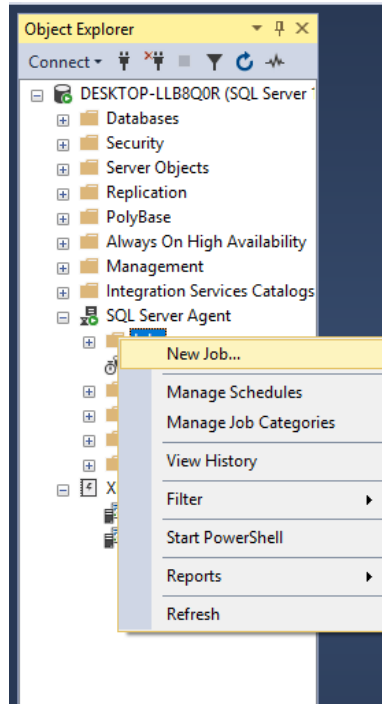 Object Explorer
Connect
DESKTOP-LLB8Q0R (SQL Server
Databases
Security
Server Objects
Replication
PolyBase
Always On High Availability
Management
Integration Services Catalogs
SQL Server Agent
New Job...
Manage Schedules
Manage Job Categories
View History
X
Filter
Start PowerShell
Reports
Refresh